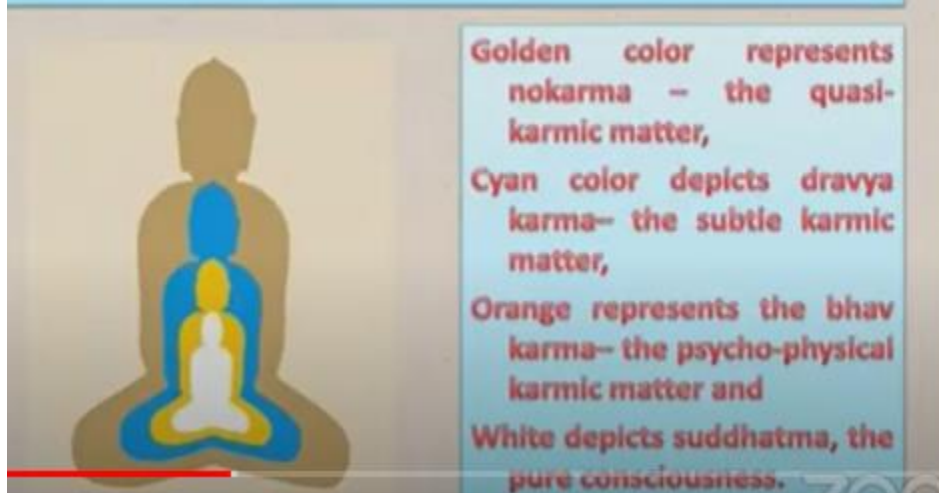 Golden color represents
nokarma – the quasi-
karmic matter,
Cyan color depicts dravya
karma– the subtle karmic
matter,
Orange represents the bhav
karma– the psycho-physical
karmic matter and
White depicts suddhatma, the
pure consciousness.